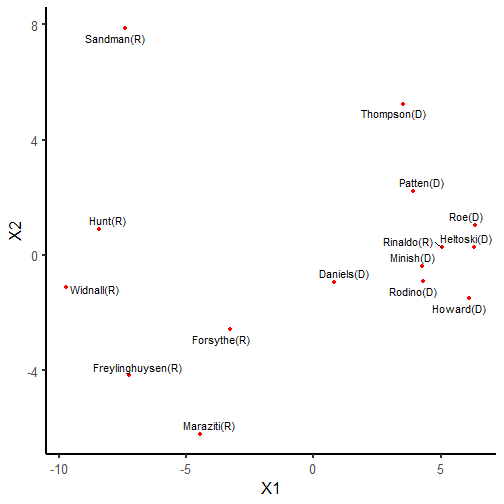 8
Sandman(R)
Thompson(D)
4
Patten(D)
Roe(D)
Hunt(R)
Rinaldo(R)
Heltoski(D)
X2
0
Minish(D)
Daniels(D)
Widnall(R)
Rodino(D)
Howard(D)
Forsythe(R)
-4
Freylinghuysen(R)
Maraziti(R)
-10
-5
0
5
X1